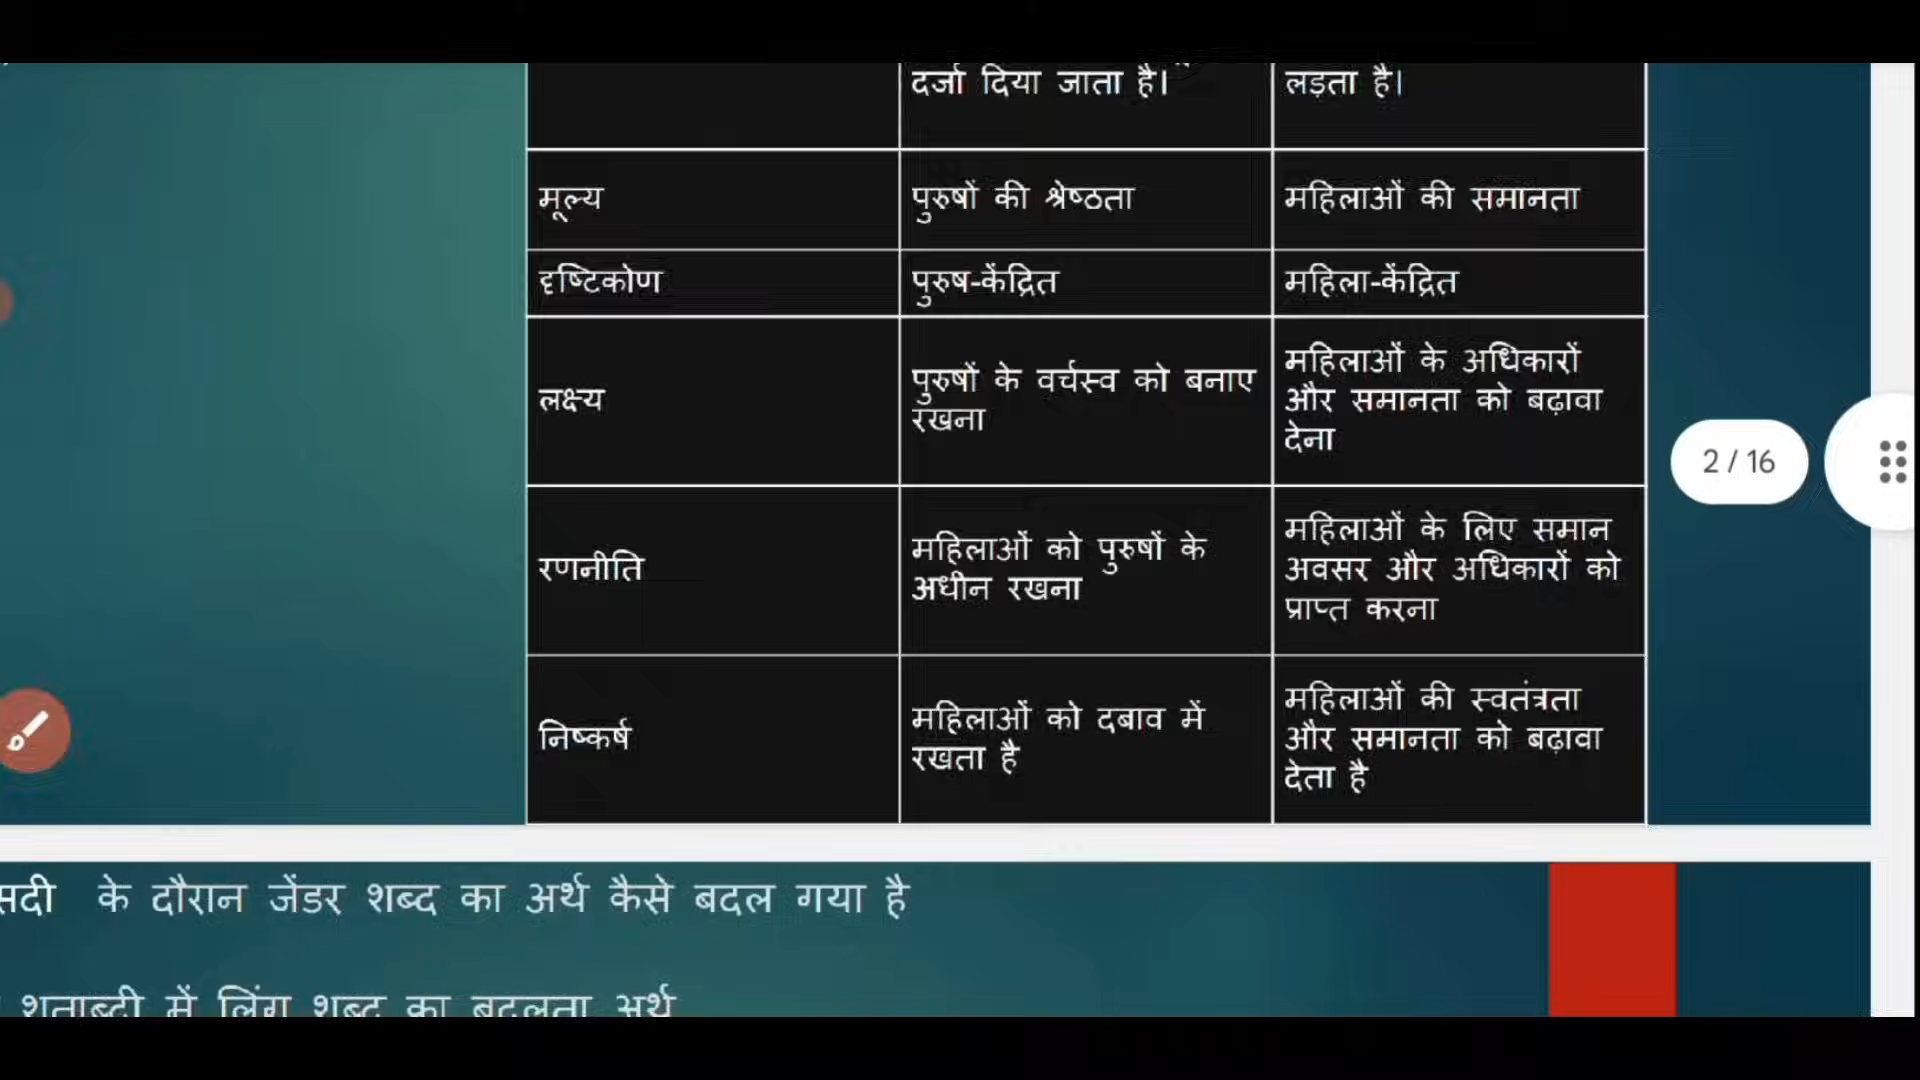 दर्जा दिया जाता है।
लड़ता है।
मूल्य
पुरुषों की श्रेष्ठता
महिलाओं की समानता
दृष्टिकोण
पुरुष-केंद्रित
महिला-केंद्रित
लक्ष्य
पुरुषों के वर्चस्व को बनाए
रखना
महिलाओं के अधिकारों
और समानता को बढ़ावा
देना
रणनीति
महिलाओं को पुरुषों के
अधीन रखना
महिलाओं के लिए समान
अवसर और अधिकारों को
प्राप्त करना
निष्कर्ष
महिलाओं को दबाव में
रखता है
महिलाओं की स्वतंत्रता
और समानता को बढ़ावा
देता है
2 / 16
सदी के दौरान जेंडर शब्द का अर्थ कैसे बदल गया है
शताब्दी में लिंग शब्द का बदलता अर्थ